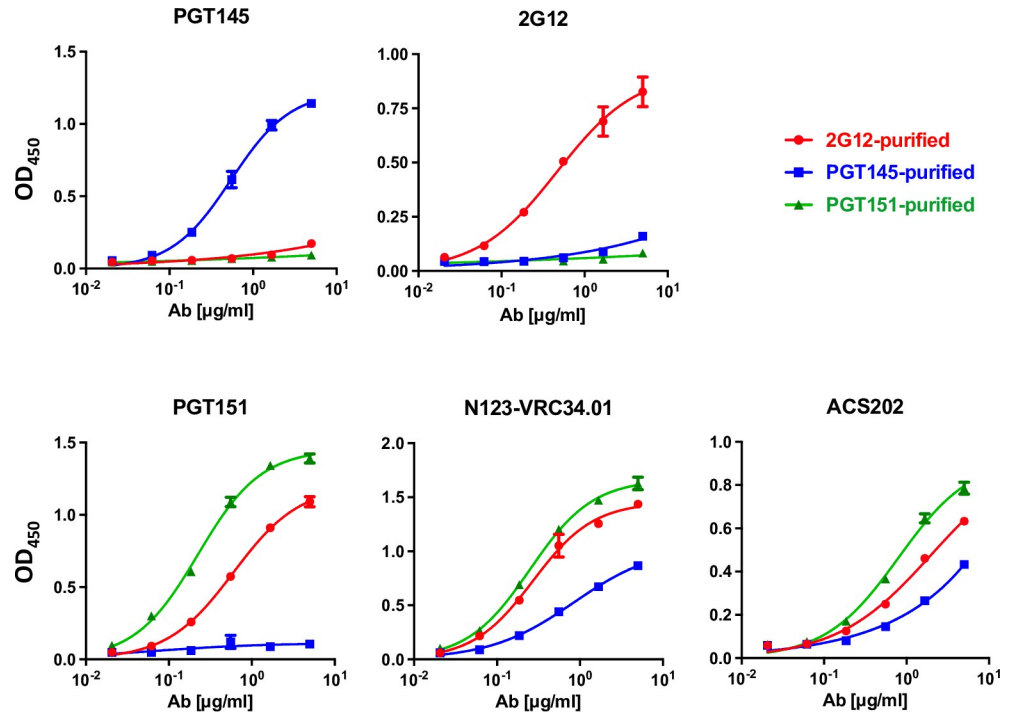 PGT145
2G12
1.5
1.0
0.5
0.0
OD450
10-2
10-1
100
101
Ab [µg/ml]
1.00
0.75
0.50
0.25
0.00
10-2
10-1
100
101
Ab [µg/ml]
2G12-purified
PGT145-purified
PGT151-purified
PGT151
N123-VRC34.01
ACS202
1.5
1.0
0.5
0.0
OD450
10-2
10-1
100
101
Ab [µg/ml]
2.0
1.5
1.0
0.5
0.0
10-2
10-1
100
101
Ab [µg/ml]
1.0
0.8
0.6
0.4
0.2
0.0
10-2
10-1
100
101
Ab [µg/ml]